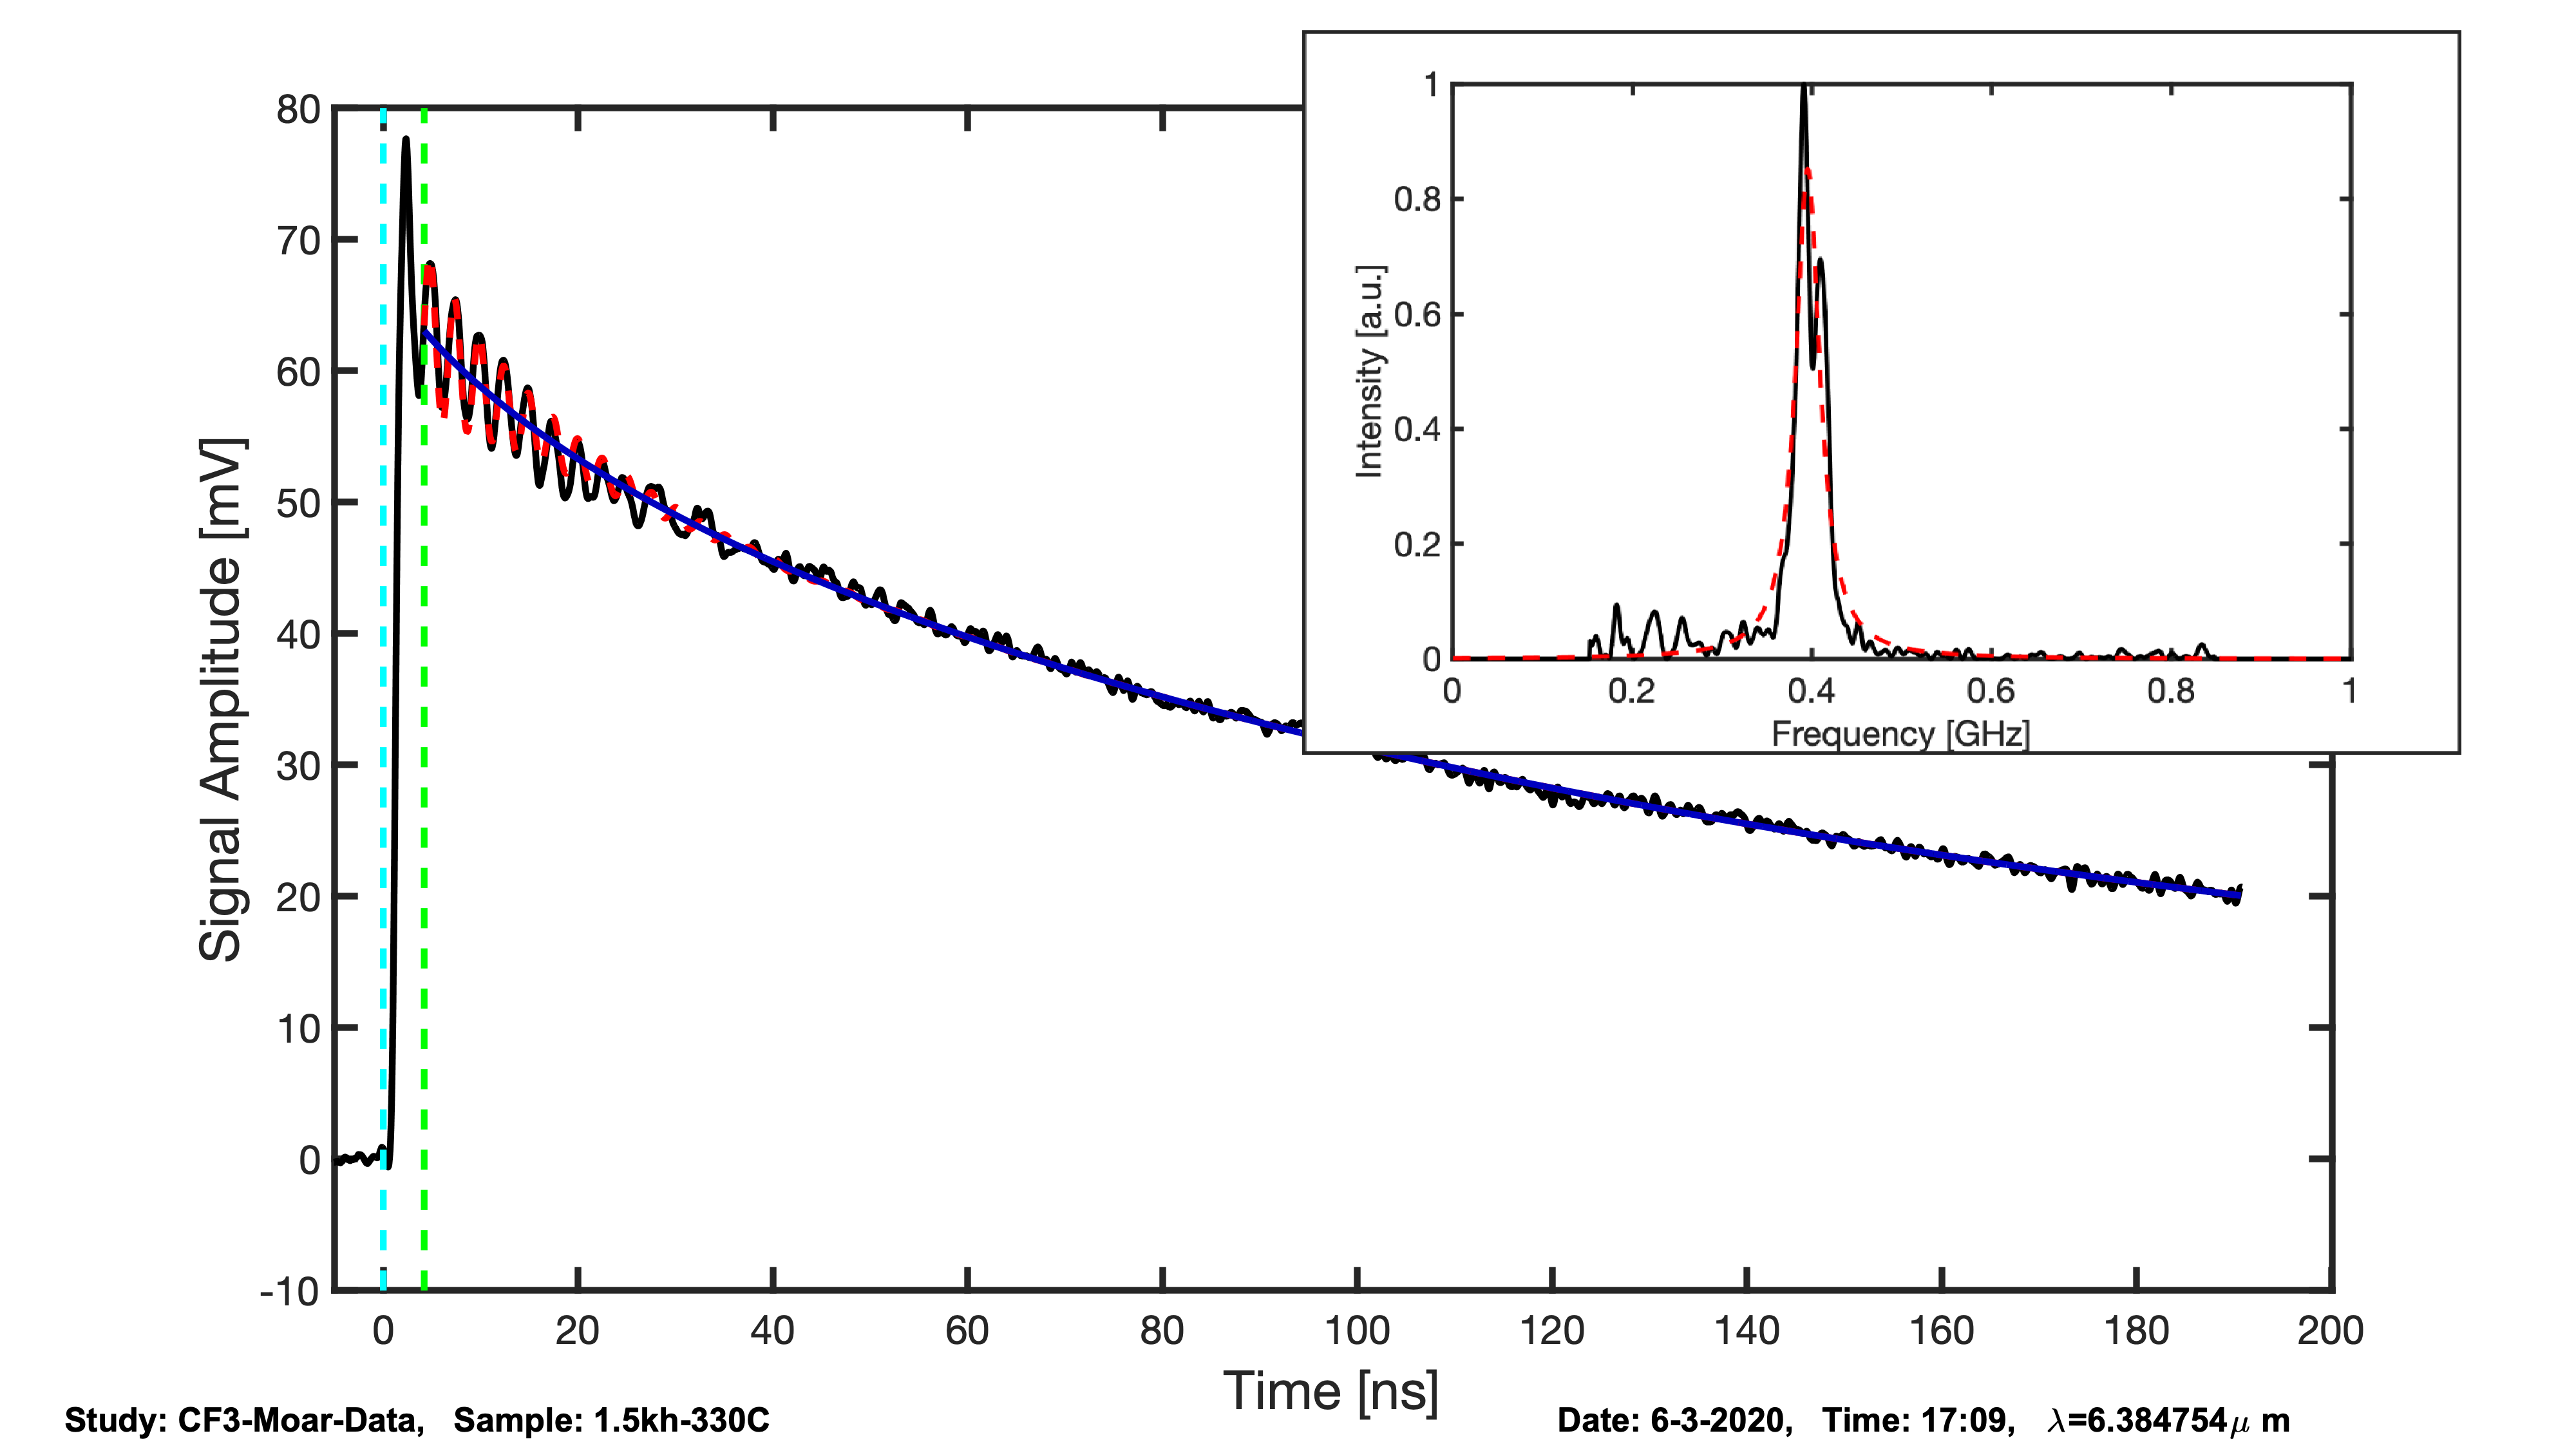 1
0.8
0.6
0.4
0.2
0
Intensity [a.u.]
0 0.2 0.4 0.6 0.8 1
Frequency [GHz]
80
70
60
50
40
30
20
10
0
-10
Signal Amplitude [mV]
0 20 40 60 80 100 120 140 160 180 200
Time [ns]
Study: CF3-Moar-Data, Sample: 1.5kh-330C
Date: 6-3-2020, Time: 17:09, λ=6.384754μ m